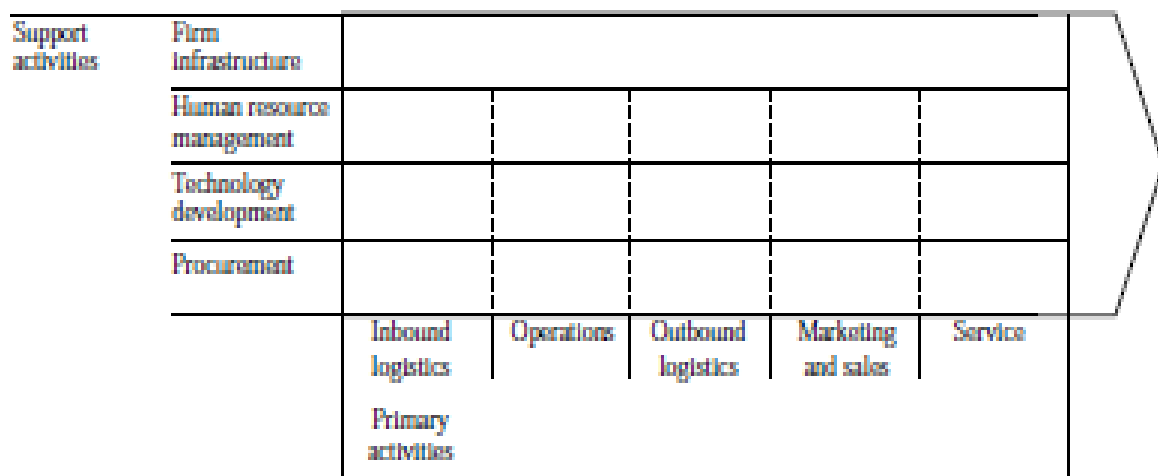 Support
activities
Firm
infrastructure
Human resource
management
Technology
development
Procurement
Inbound
logistics
Operations
Outbound
logistics
Marketing
and sales
Service
Primary
activities